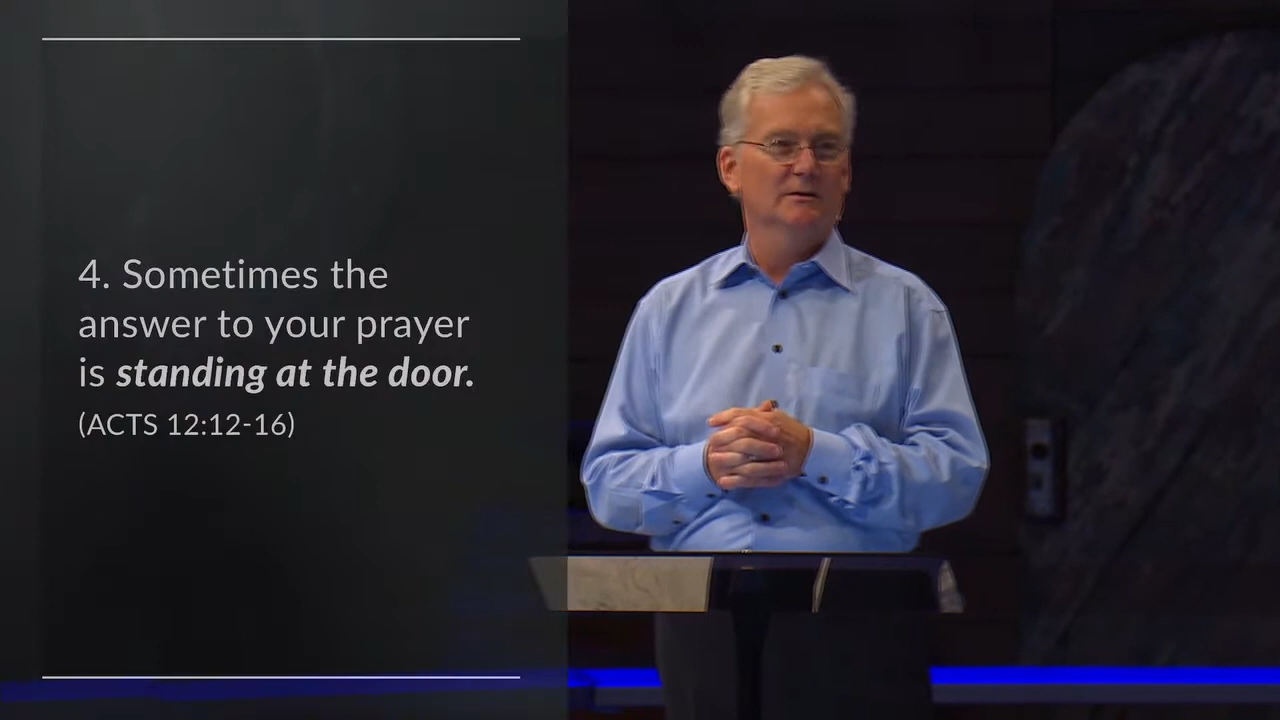 4. Sometimes the
answer to your prayer
is standing at the door.
(ACTS 12:12-16)